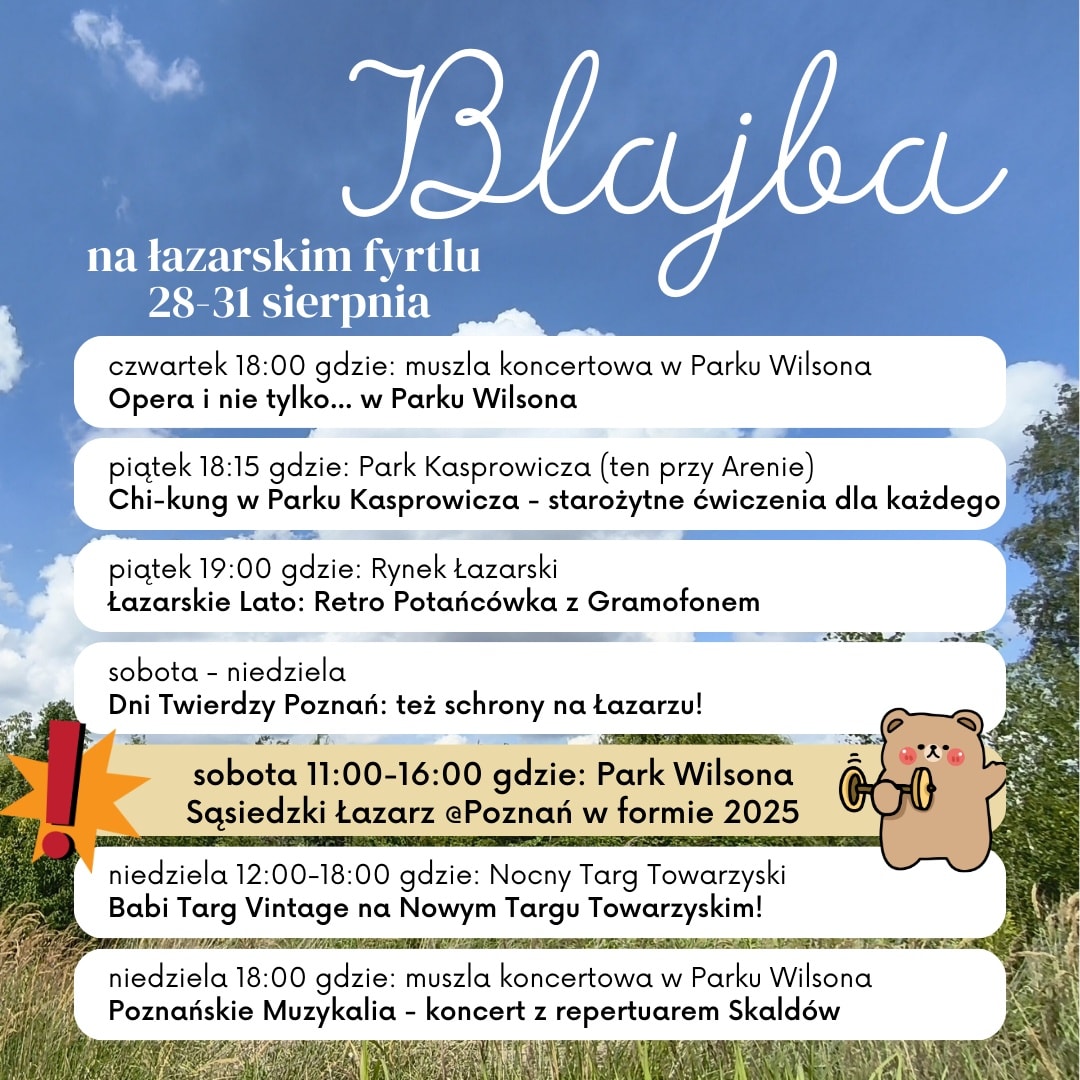 Blajba
na łazarskim fyrtlu
28-31 sierpnia
czwartek 18:00 gdzie: muszla koncertowa w Parku Wilsona
Opera i nie tylko... w Parku Wilsona
piątek 18:15 gdzie: Park Kasprowicza (ten przy Arenie)
Chi-kung w Parku Kasprowicza - starożytne ćwiczenia dla każdego
piątek 19:00 gdzie: Rynek Łazarski
Łazarskie Lato: Retro Potańcówka z Gramofonem
sobota - niedziela
Dni Twierdzy Poznań: też schrony na Łazarzu!
sobota 11:00-16:00 gdzie: Park Wilsona
Sąsiedzki Łazarz @Poznań w formie 2025
niedziela 12:00-18:00 gdzie: Nocny Targ Towarzyski
Babi Targ Vintage na Nowym Targu Towarzyskim!
niedziela 18:00 gdzie: muszla koncertowa w Parku Wilsona
Poznańskie Muzykalia - koncert z repertuarem Skaldów